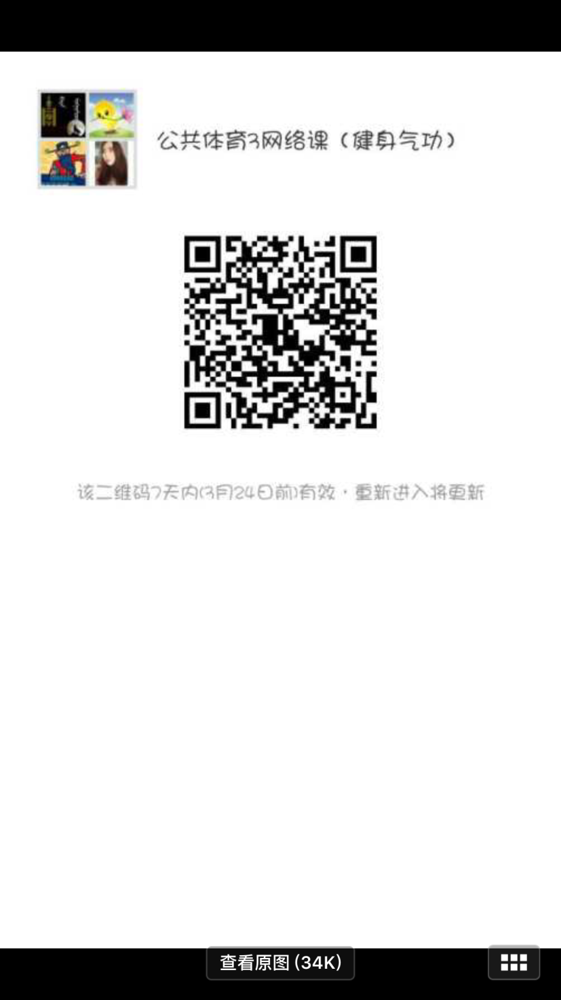 公共体育3网络课（健身气功）
该二维码7天内(3月24日前)有效，重新进入将更新
查看原图 (34K)